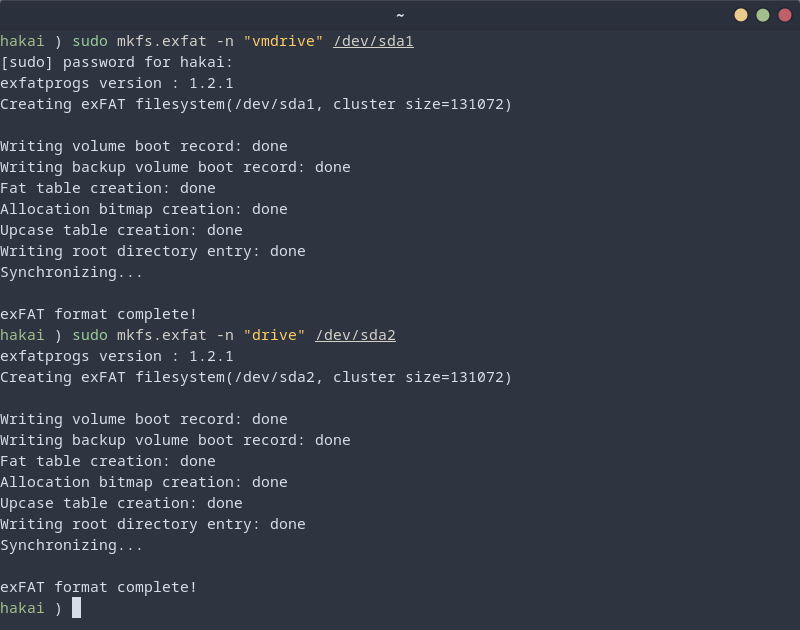 ~
hakai ) sudo mkfs.exfat -n "vmdrive" /dev/sda1
[sudo] password for hakai:
exfatprogs version : 1.2.1
Creating exFAT filesystem(/dev/sda1, cluster size=131072)
Writing volume boot record: done
Writing backup volume boot record: done
Fat table creation: done
Allocation bitmap creation: done
Upcase table creation: done
Writing root directory entry: done
Synchronizing...
exFAT format complete!
hakai ) sudo mkfs.exfat -n "drive" /dev/sda2
exfatprogs version : 1.2.1
Creating exFAT filesystem(/dev/sda2, cluster size=131072)
Writing volume boot record: done
Writing backup volume boot record: done
Fat table creation: done
Allocation bitmap creation: done
Upcase table creation: done
Writing root directory entry: done
Synchronizing...
exFAT format complete!
hakai )